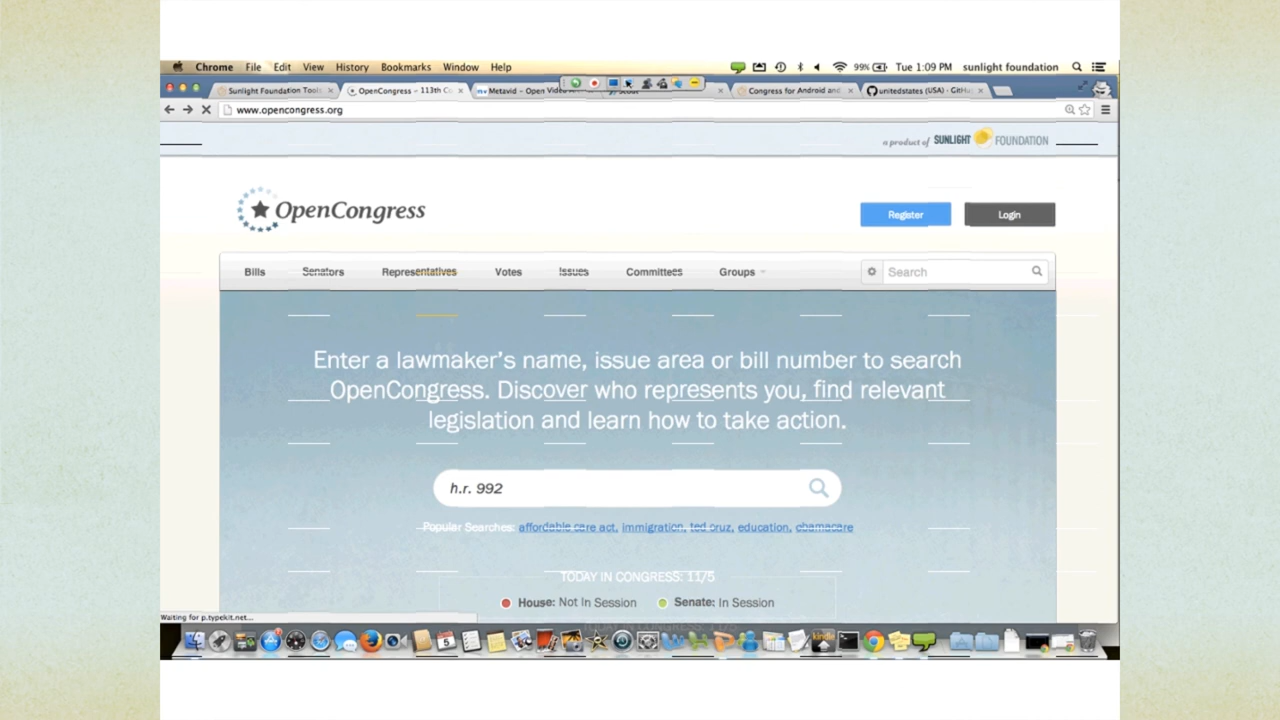 Chrome File Edit View History Bookmarks Window Help 99% Tue 1:09 PM sunlight foundation
Sunlight Foundation Tools OpenCongress – 113th Co Metavid – Open Video Congress for Android and unitedstates (USA) · GitHub
www.opencongress.org
a product of SUNLIGHT FOUNDATION
OpenCongress
Register Login
Bills Senators Representatives Votes Issues Committees Groups Search
Enter a lawmaker's name, issue area or bill number to search
OpenCongress. Discover who represents you, find relevant
legislation and learn how to take action.
h.r. 992
Popular Searches: affordable care act, immigration, ted cruz, education, obamacare
TODAY IN CONGRESS: 11/5
House: Not In Session Senate: In Session
Waiting for p.typekit.net...
5
kindle